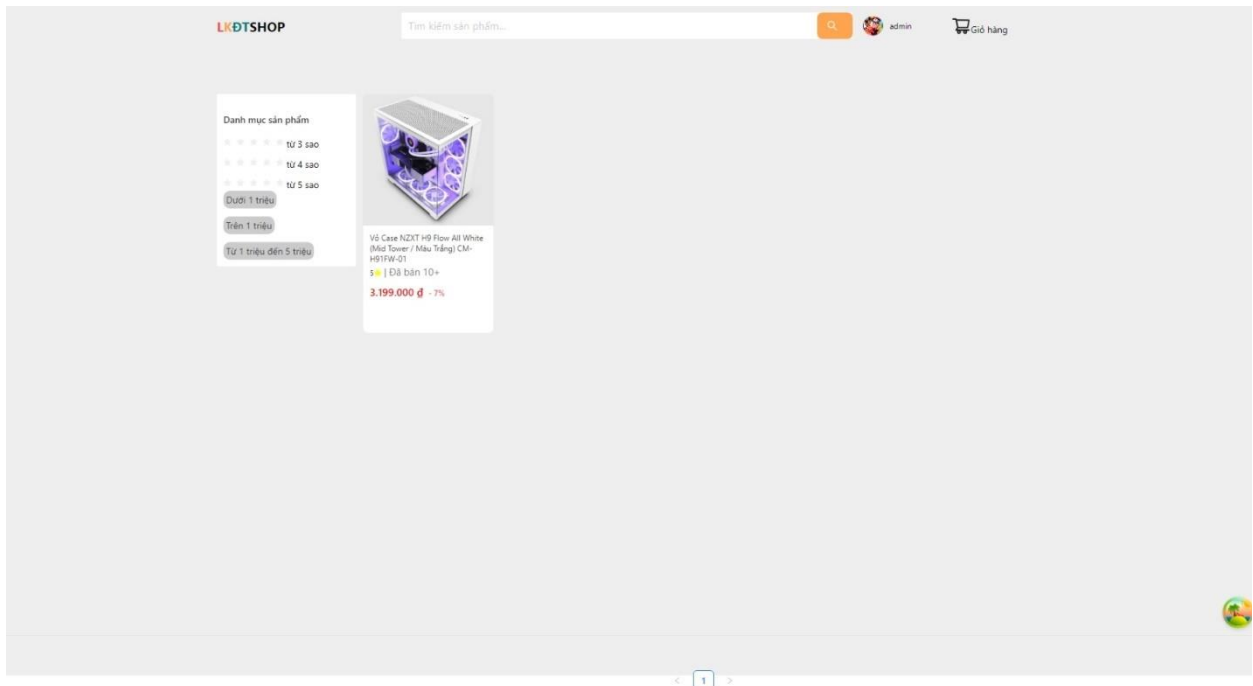 LKĐTSHOP
Tìm kiếm sản phẩm...
admin
Giỏ hàng
Danh mục sản phẩm
từ 3 sao
từ 4 sao
từ 5 sao
Dưới 1 triệu
Trên 1 triệu
Từ 1 triệu đến 5 triệu
Vỏ Case NZXT H9 Flow All White
(Mid Tower / Màu Trắng) CM-
H91FW-01
5 | Đã bán 10+
3.199.000 ₫ - 7%
< 1 >